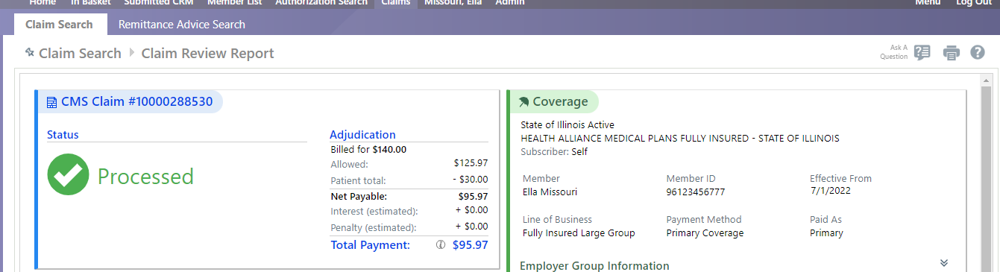 Home In Basket Submitted CRM Member List Authorization Search Claims Missouri, Ella Admin Menu Log Out
Claim Search Remittance Advice Search
Claim Search Claim Review Report
Ask A
Question
CMS Claim #10000288530
Status
Processed
Adjudication
Billed for $140.00
Allowed: $125.97
Patient total: - $30.00
Net Payable: $95.97
Interest (estimated): + $0.00
Penalty (estimated): + $0.00
Total Payment: $95.97
Coverage
State of Illinois Active
HEALTH ALLIANCE MEDICAL PLANS FULLY INSURED - STATE OF ILLINOIS
Subscriber: Self
Member Member ID Effective From
Ella Missouri 96123456777 7/1/2022
Line of Business Payment Method Paid As
Fully Insured Large Group Primary Coverage Primary
Employer Group Information